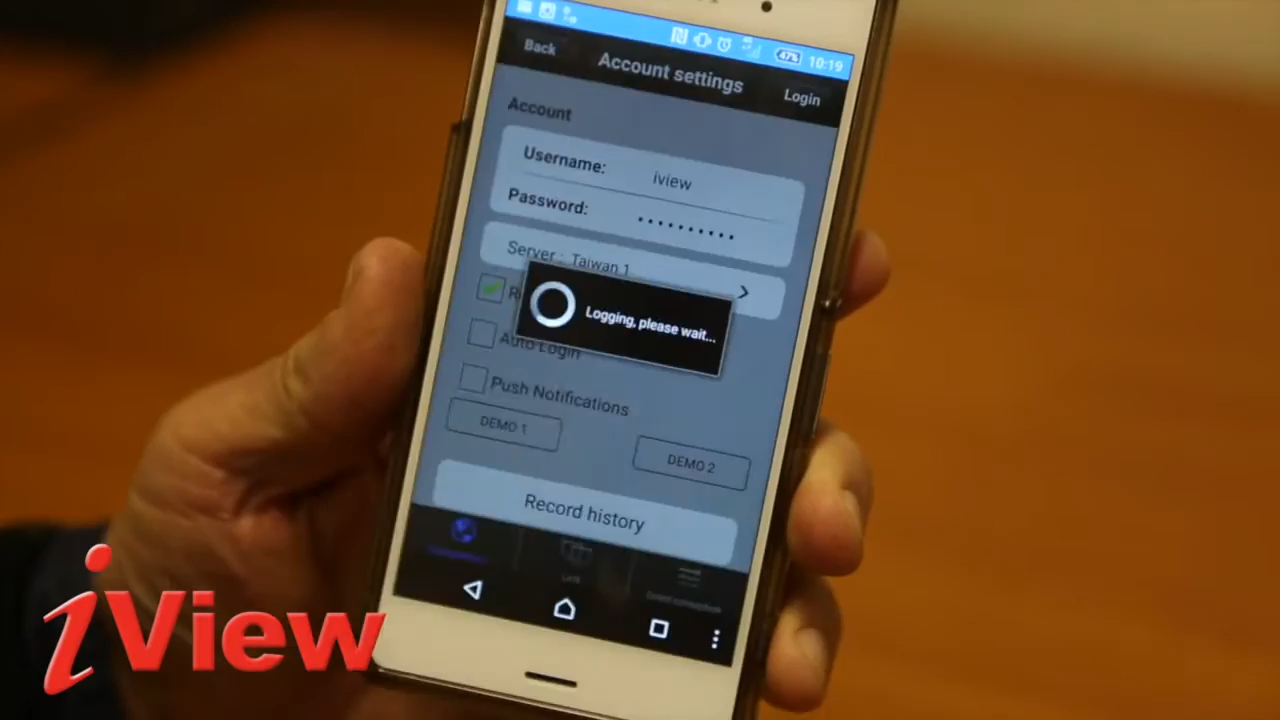 47% 10:19
Back Account settings Login
Account
Username: iview
Password: ••••••••••
Server : Taiwan 1
Logging, please wait...
Auto Login
Push Notifications
DEMO 1 DEMO 2
Record history
iView